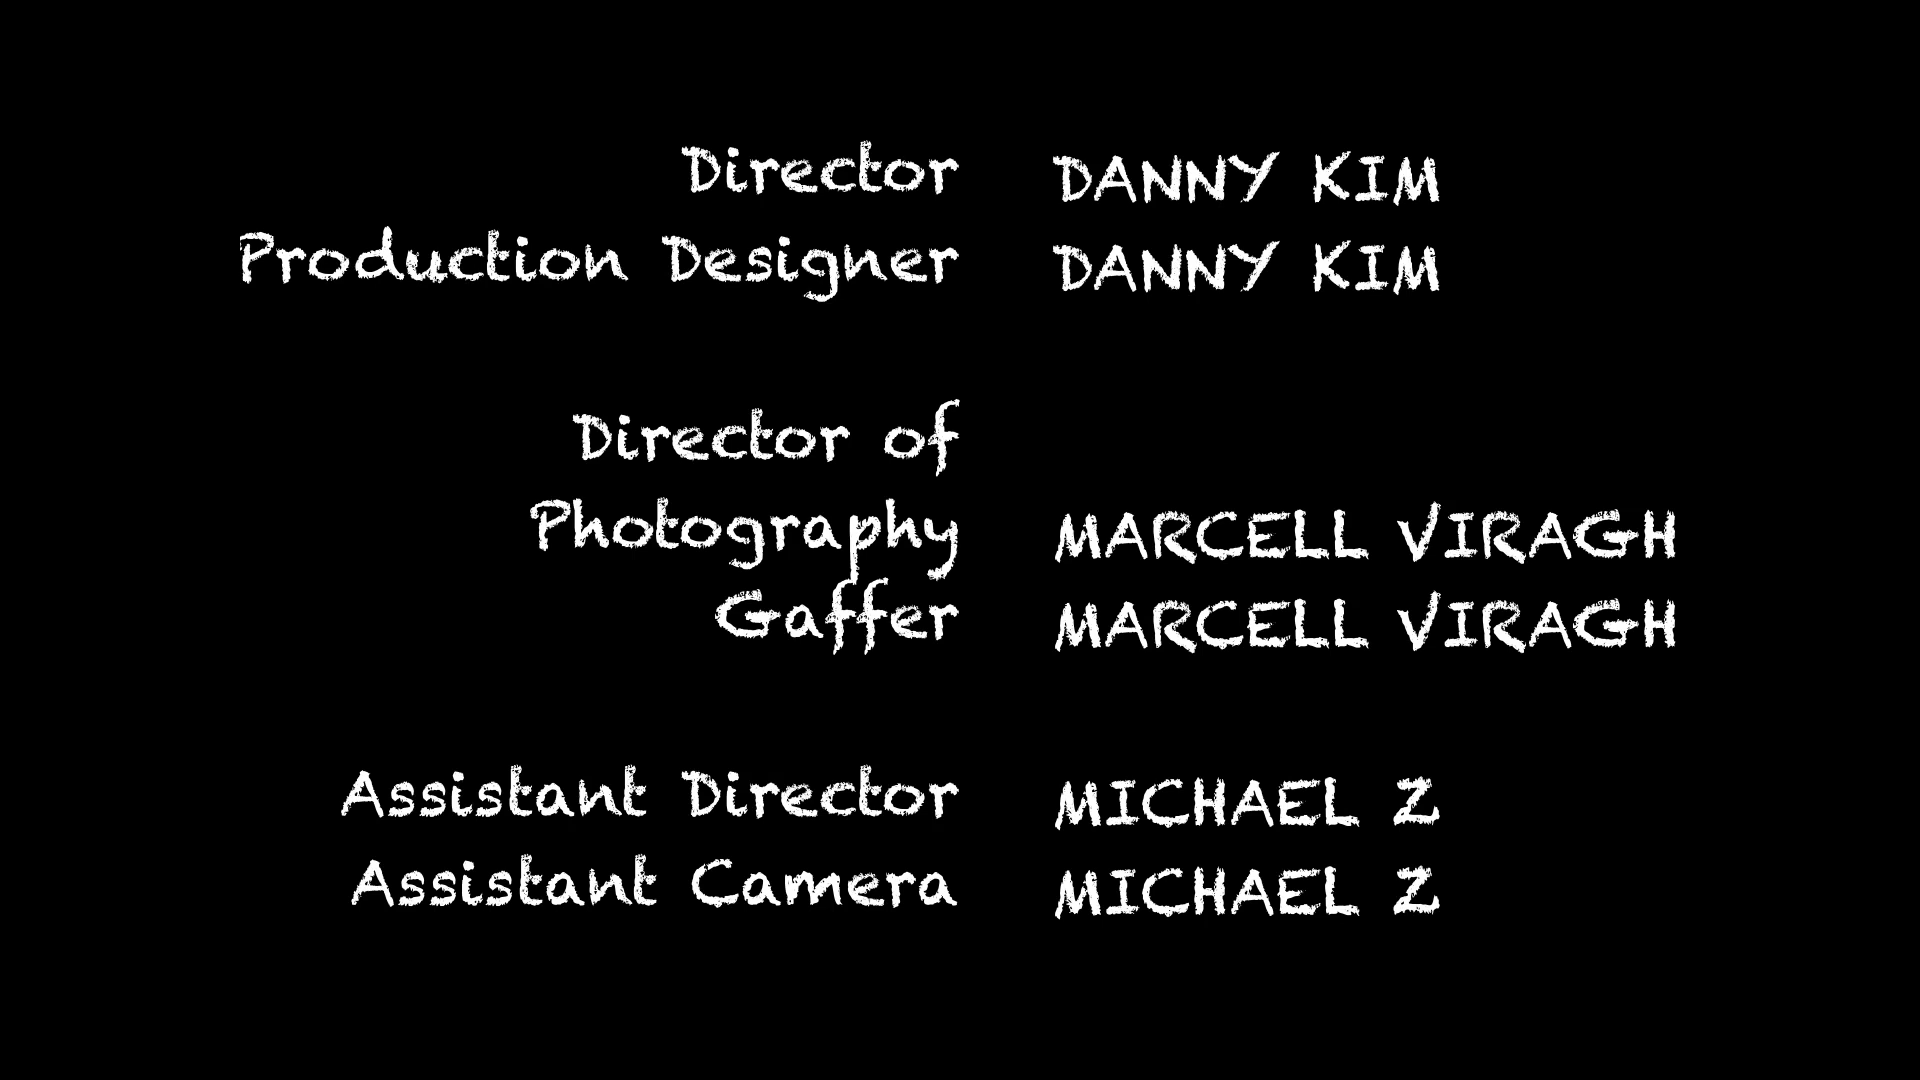 Director DANNY KIM
Production Designer DANNY KIM
Director of
Photography MARCELL VIRAGH
Gaffer MARCELL VIRAGH
Assistant Director MICHAEL Z
Assistant Camera MICHAEL Z